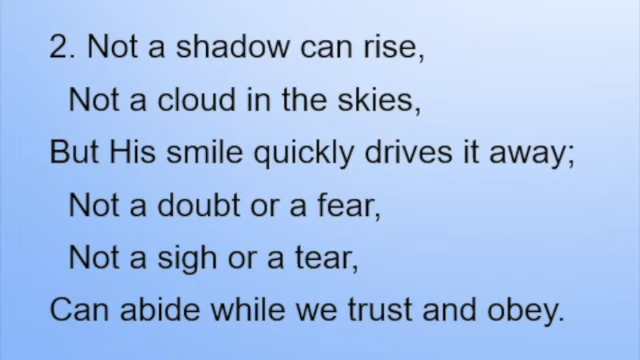 2. Not a shadow can rise,
Not a cloud in the skies,
But His smile quickly drives it away;
Not a doubt or a fear,
Not a sigh or a tear,
Can abide while we trust and obey.